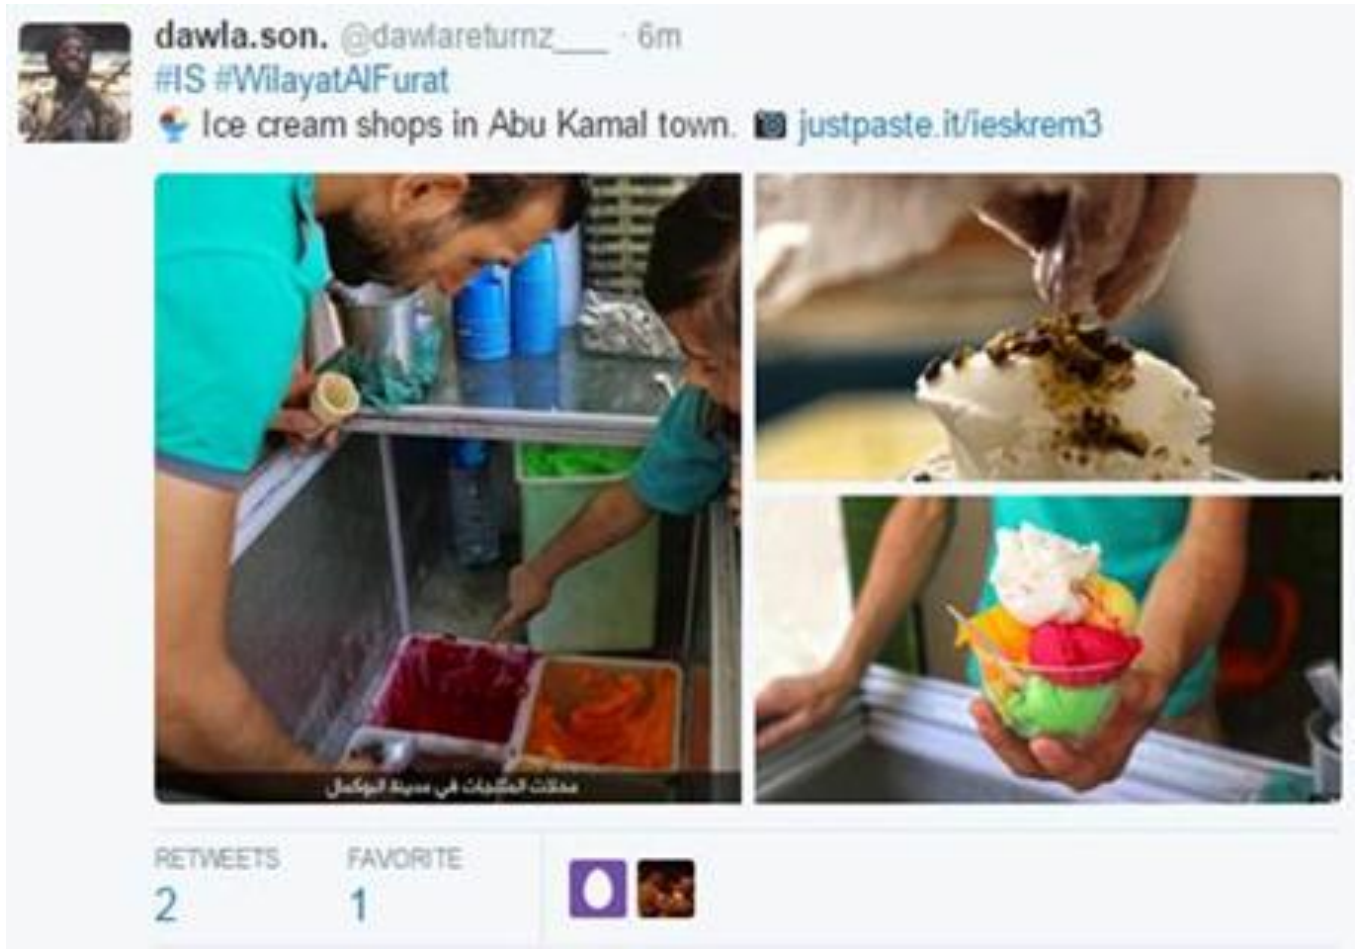 dawla.son. @dawlareturnz___ · 6m
#IS #WilayatAlFurat
Ice cream shops in Abu Kamal town. justpaste.it/ieskrem3
محلات المثلجات في مدينة البوكمال
RETWEETS FAVORITE
2 1